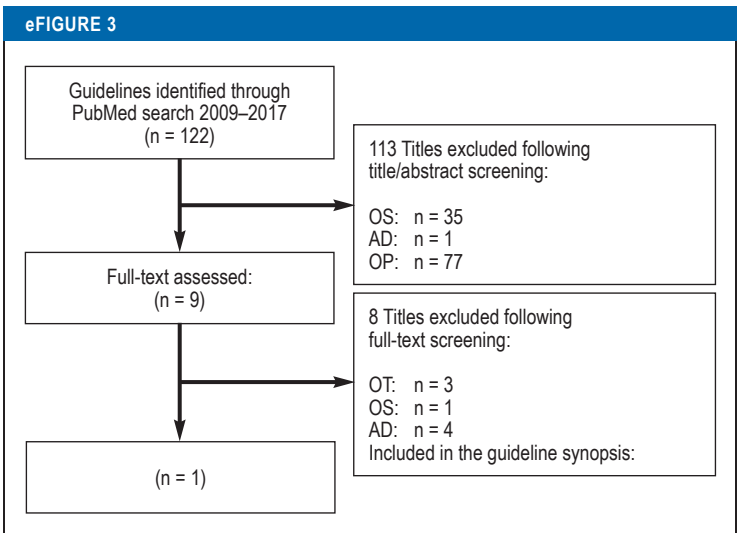 eFIGURE 3
Guidelines identified through
PubMed search 2009–2017
(n = 122)
113 Titles excluded following
title/abstract screening:
OS: n = 35
AD: n = 1
OP: n = 77
Full-text assessed:
(n = 9)
8 Titles excluded following
full-text screening:
OT: n = 3
OS: n = 1
AD: n = 4
Included in the guideline synopsis:
(n = 1)